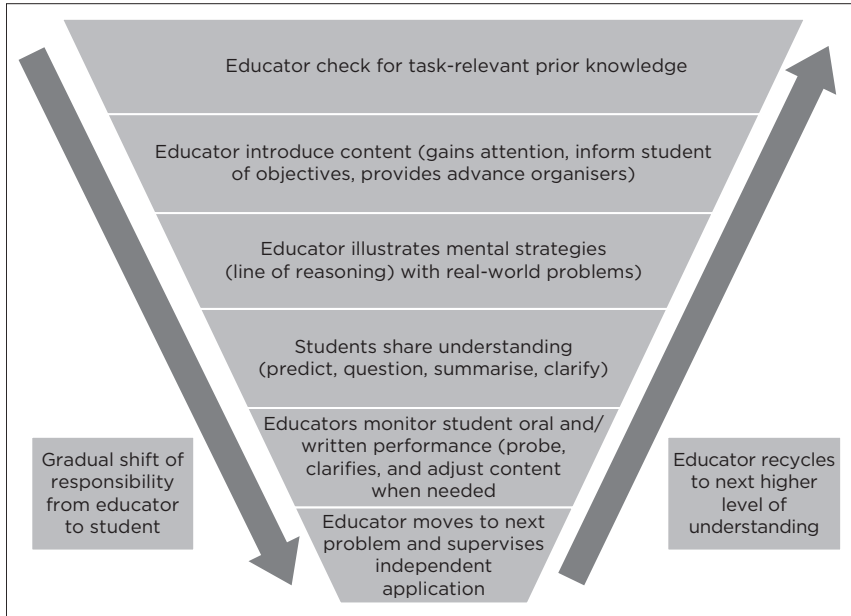 Educator check for task-relevant prior knowledge
Educator introduce content (gains attention, inform student
of objectives, provides advance organisers)
Educator illustrates mental strategies
(line of reasoning) with real-world problems)
Students share understanding
(predict, question, summarise, clarify)
Educators monitor student oral and/
written performance (probe,
clarifies, and adjust content
when needed
Educator moves to next
problem and supervises
independent
application
Gradual shift of
responsibility
from educator
to student
Educator recycles
to next higher
level of
understanding